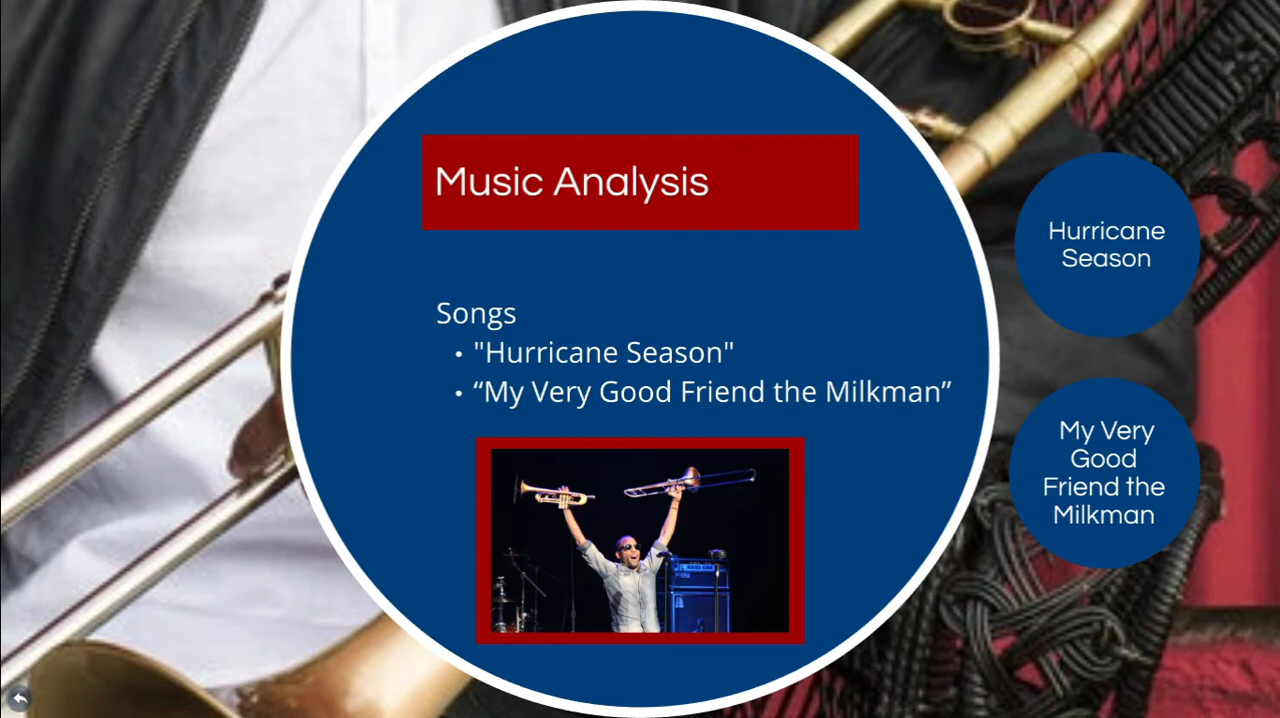 Music Analysis
Songs
• "Hurricane Season"
• “My Very Good Friend the Milkman”
Hurricane
Season
My Very
Good
Friend the
Milkman